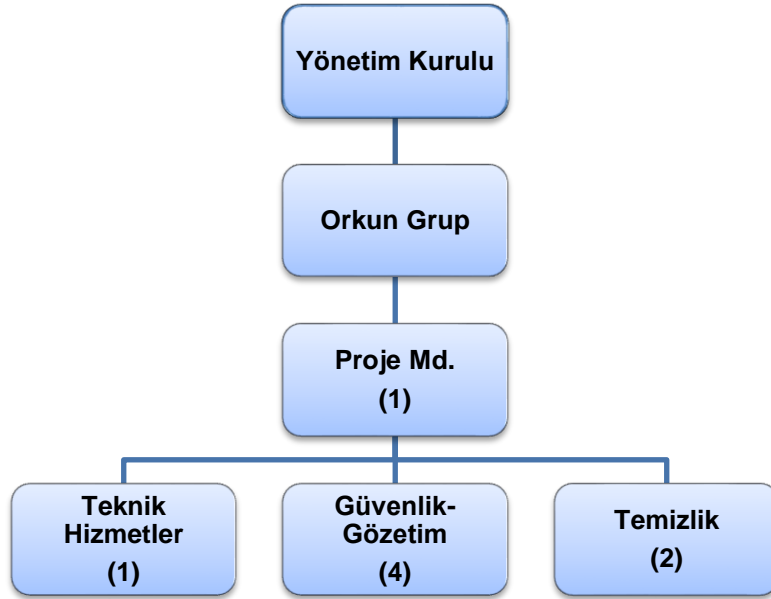 Yönetim Kurulu
Orkun Grup
Proje Md.
(1)
Teknik
Hizmetler
(1)
Güvenlik-
Gözetim
(4)
Temizlik
(2)